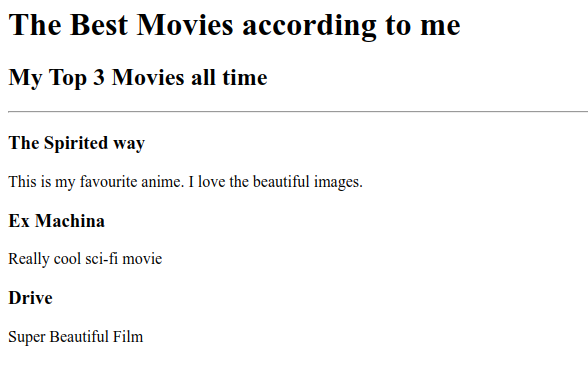 The Best Movies according to me
My Top 3 Movies all time
The Spirited way
This is my favourite anime. I love the beautiful images.
Ex Machina
Really cool sci-fi movie
Drive
Super Beautiful Film